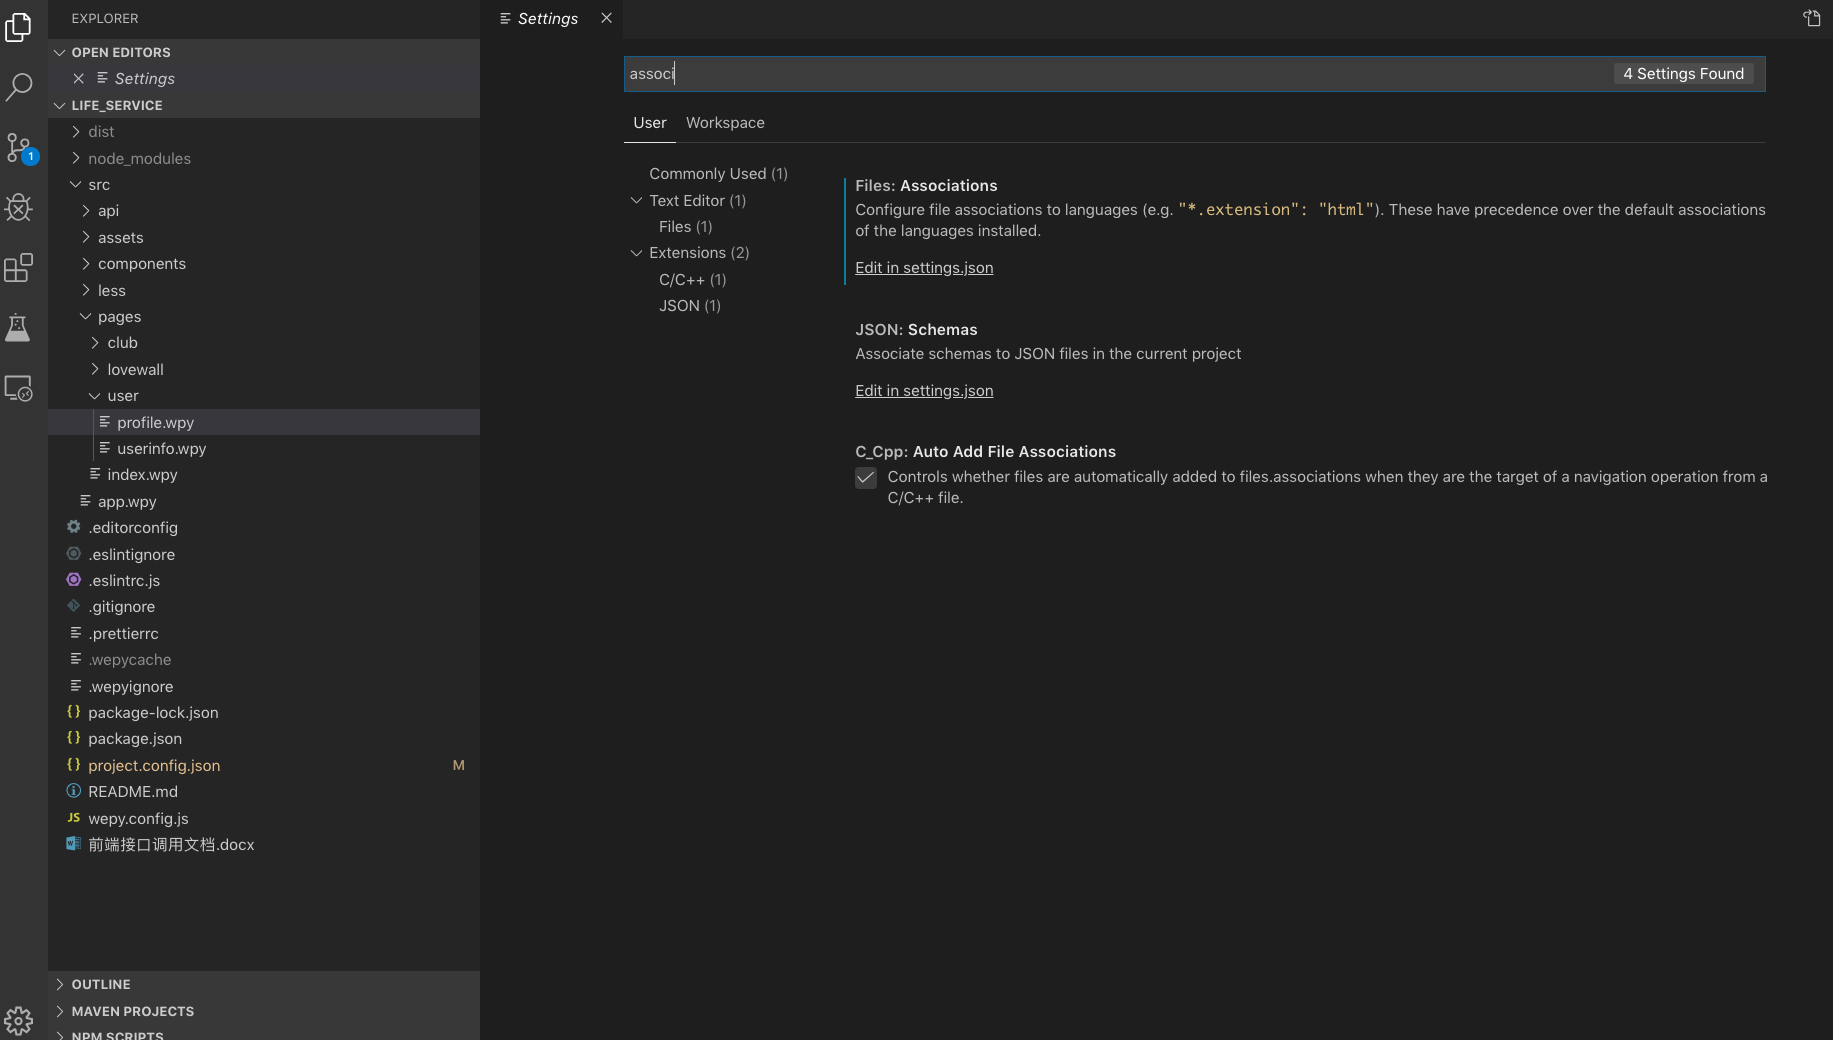 EXPLORER
OPEN EDITORS
Settings
LIFE_SERVICE
dist
node_modules
1
src
api
assets
components
less
pages
club
lovewall
user
profile.wpy
userinfo.wpy
index.wpy
app.wpy
.editorconfig
.eslintignore
.eslintrc.js
.gitignore
.prettierrc
.wepycache
.wepyignore
{} package-lock.json
{} package.json
{} project.config.json M
README.md
JS wepy.config.js
前端接口调用文档.docx
OUTLINE
MAVEN PROJECTS
NPM SCRIPTS
Settings
associ
4 Settings Found
User Workspace
Commonly Used (1)
Text Editor (1)
Files (1)
Extensions (2)
C/C++ (1)
JSON (1)
Files: Associations
Configure file associations to languages (e.g. "*.extension": "html"). These have precedence over the default associations
of the languages installed.
Edit in settings.json
JSON: Schemas
Associate schemas to JSON files in the current project
Edit in settings.json
C_Cpp: Auto Add File Associations
Controls whether files are automatically added to files.associations when they are the target of a navigation operation from a
C/C++ file.